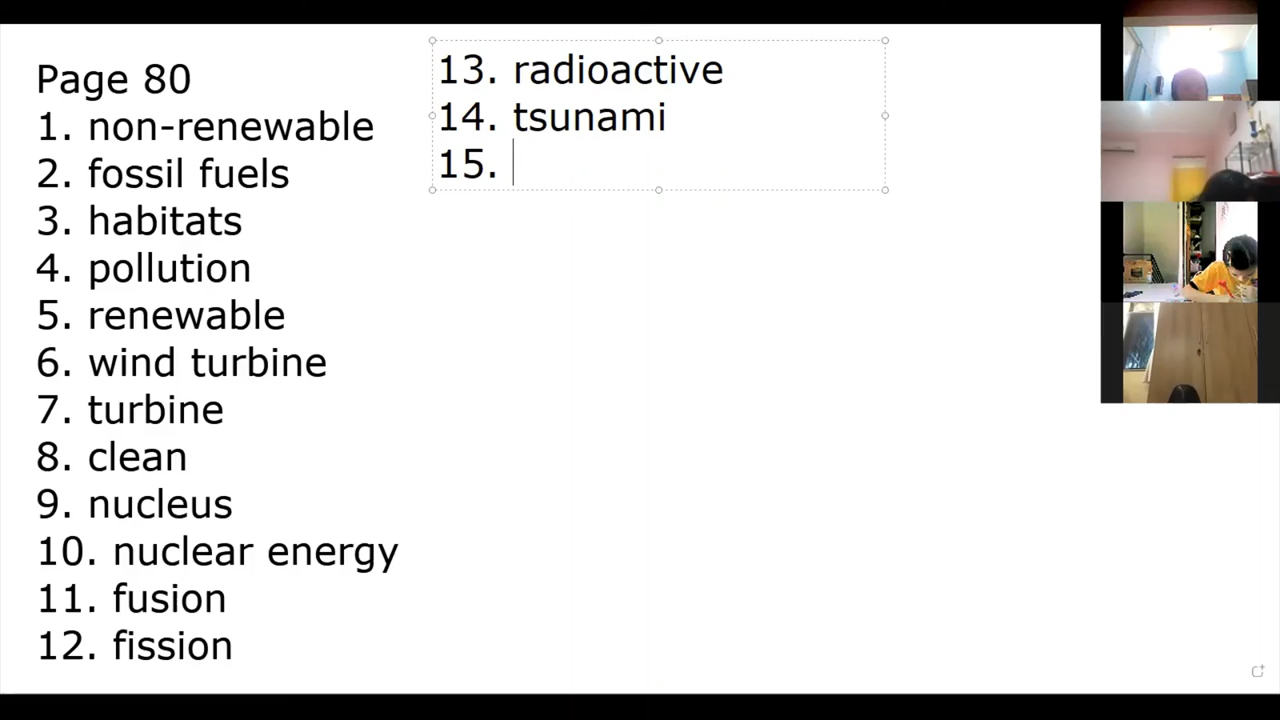 Page 80
1. non-renewable
2. fossil fuels
3. habitats
4. pollution
5. renewable
6. wind turbine
7. turbine
8. clean
9. nucleus
10. nuclear energy
11. fusion
12. fission
13. radioactive
14. tsunami
15.